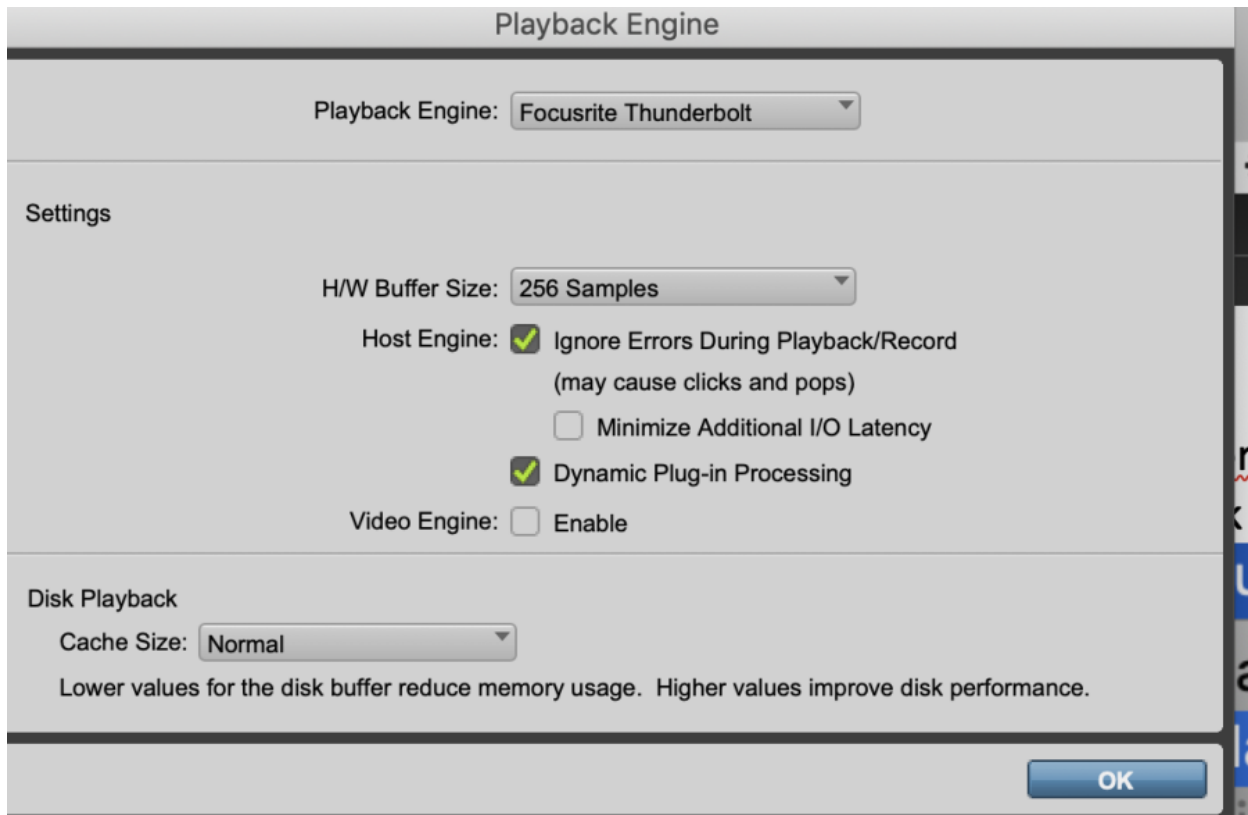 Playback Engine
Playback Engine: Focusrite Thunderbolt
Settings
H/W Buffer Size: 256 Samples
Host Engine: Ignore Errors During Playback/Record
(may cause clicks and pops)
Minimize Additional I/O Latency
Dynamic Plug-in Processing
Video Engine: Enable
Disk Playback
Cache Size: Normal
Lower values for the disk buffer reduce memory usage. Higher values improve disk performance.
OK